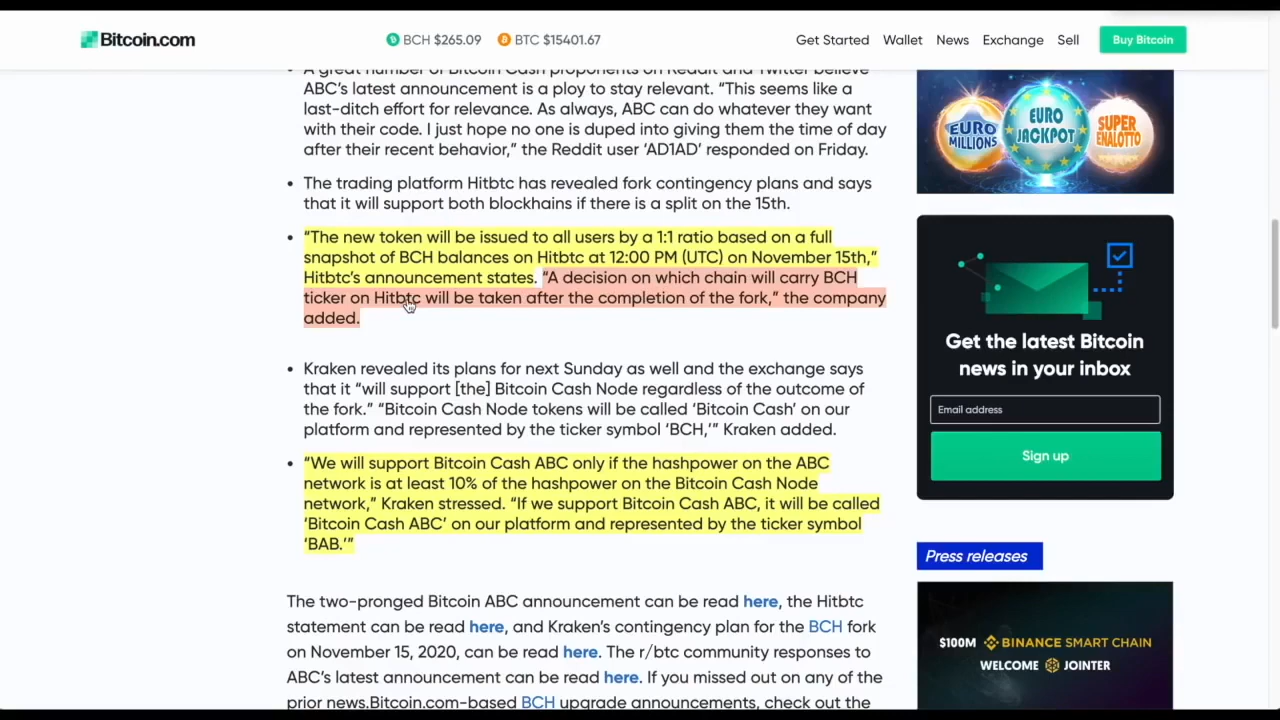 Bitcoin.com
BCH $265.09 BTC $15401.67
Get Started Wallet News Exchange Sell Buy Bitcoin
A great number of Bitcoin Cash proponents on Reddit and Twitter believe
ABC’s latest announcement is a ploy to stay relevant. “This seems like a
last-ditch effort for relevance. As always, ABC can do whatever they want
with their code. I just hope no one is duped into giving them the time of day
after their recent behavior,” the Reddit user ‘AD1AD’ responded on Friday.
• The trading platform Hitbtc has revealed fork contingency plans and says
that it will support both blockhains if there is a split on the 15th.
• “The new token will be issued to all users by a 1:1 ratio based on a full
snapshot of BCH balances on Hitbtc at 12:00 PM (UTC) on November 15th,”
Hitbtc’s announcement states. “A decision on which chain will carry BCH
ticker on Hitbtc will be taken after the completion of the fork,” the company
added.
• Kraken revealed its plans for next Sunday as well and the exchange says
that it “will support [the] Bitcoin Cash Node regardless of the outcome of
the fork.” “Bitcoin Cash Node tokens will be called ‘Bitcoin Cash’ on our
platform and represented by the ticker symbol ‘BCH,’” Kraken added.
• “We will support Bitcoin Cash ABC only if the hashpower on the ABC
network is at least 10% of the hashpower on the Bitcoin Cash Node
network,” Kraken stressed. “If we support Bitcoin Cash ABC, it will be called
‘Bitcoin Cash ABC’ on our platform and represented by the ticker symbol
‘BAB.’”
The two-pronged Bitcoin ABC announcement can be read here, the Hitbtc
statement can be read here, and Kraken’s contingency plan for the BCH fork
on November 15, 2020, can be read here. The r/btc community responses to
ABC’s latest announcement can be read here. If you missed out on any of the
prior news.Bitcoin.com-based BCH upgrade announcements, check out the
EURO
MILLIONS
EURO
JACKPOT
SUPER
ENALOTTO
Get the latest Bitcoin
news in your inbox
Email address
Sign up
Press releases
$100M BINANCE SMART CHAIN
WELCOME JOINTER